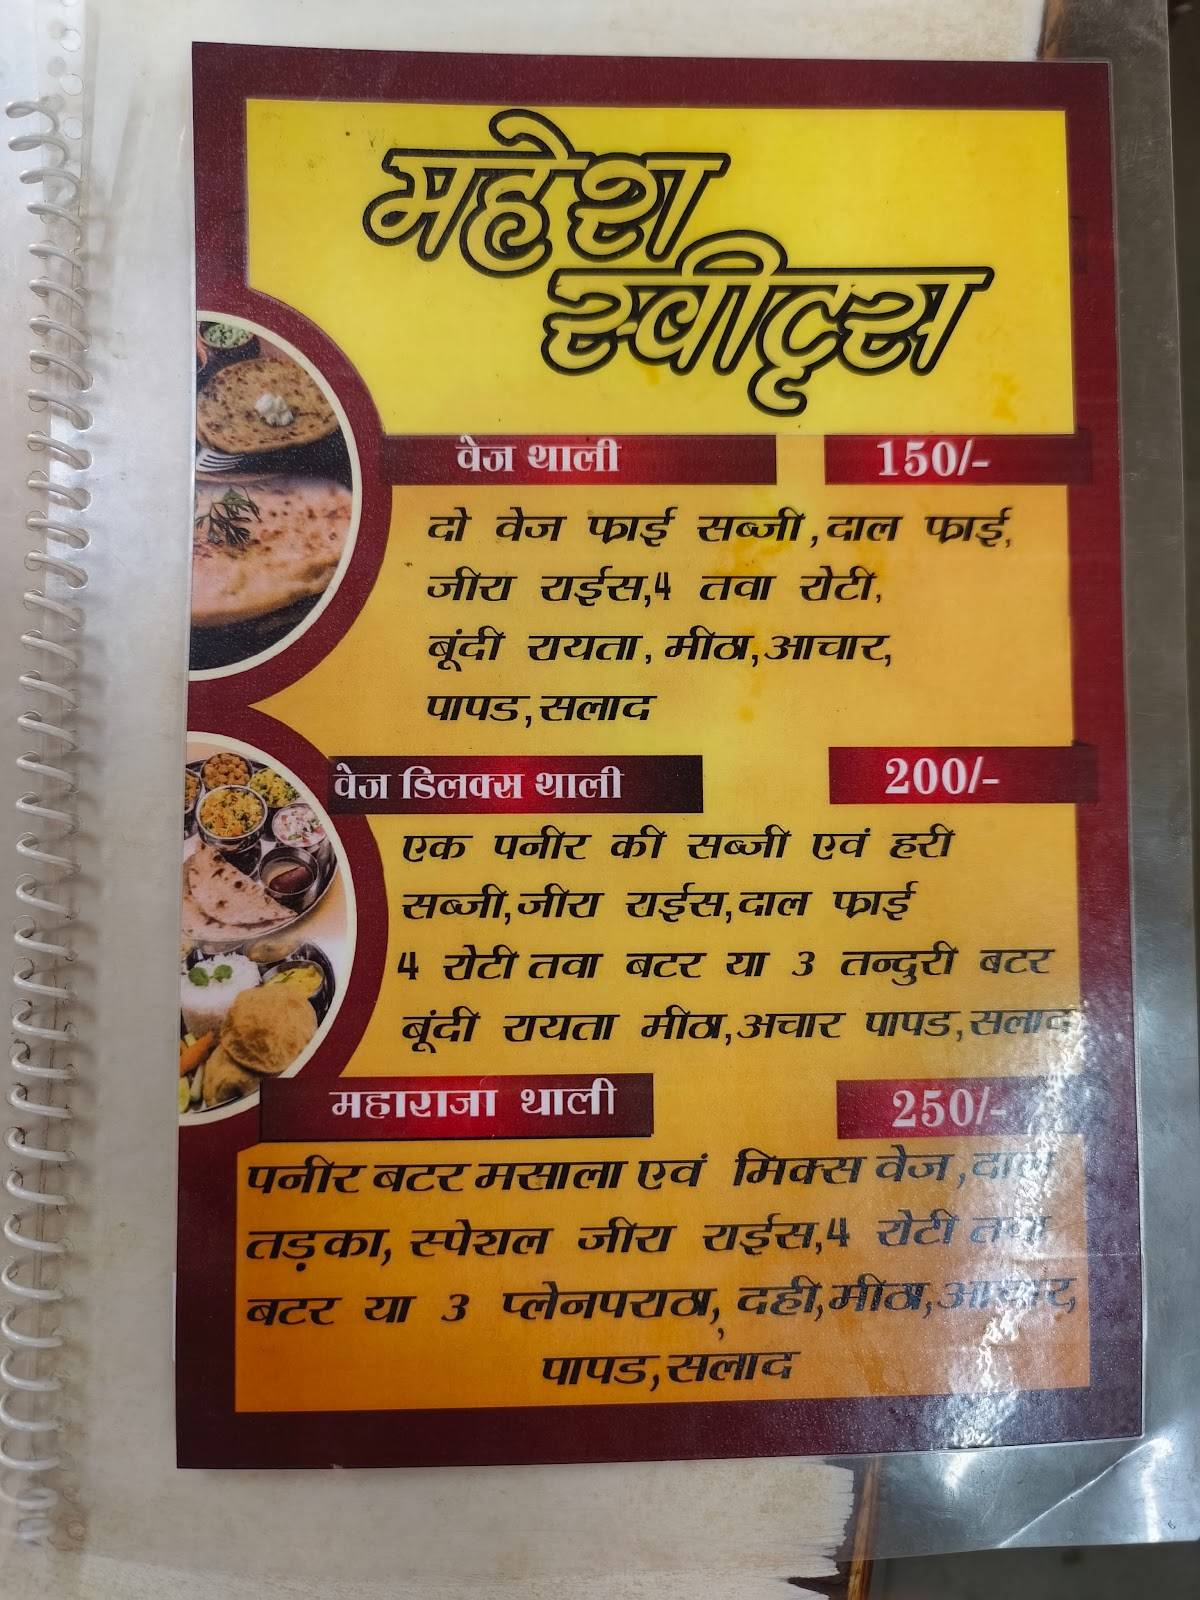 महेश
स्वीट्स
वेज थाली 150/-
दो वेज फ्राई सब्जी,दाल फ्राई,
जीरा राईस,4 तवा रोटी,
बूंदी रायता, मीठा,आचार,
पापड,सलाद
वेज डिलक्स थाली 200/-
एक पनीर की सब्जी एवं हरी
सब्जी,जीरा राईस,दाल फ्राई
4 रोटी तवा बटर या 3 तन्दुरी बटर
बूंदी रायता मीठा,अचार पापड,सलाद
महाराजा थाली 250/-
पनीर बटर मसाला एवं मिक्स वेज,दाल
तड़का, स्पेशल जीरा राईस,4 रोटी तवा
बटर या 3 प्लेनपराठा, दही,मीठा,आचार,
पापड,सलाद